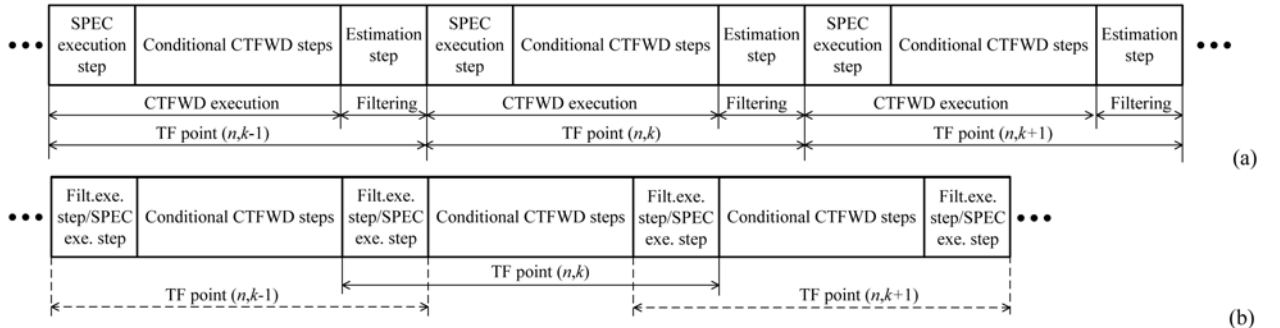 SPEC execution step
Conditional CTFWD steps
Estimation step
SPEC execution step
Conditional CTFWD steps
Estimation step
SPEC execution step
Conditional CTFWD steps
Estimation step
CTFWD execution
Filtering
CTFWD execution
Filtering
CTFWD execution
Filtering
TF point (n,k-1)
TF point (n,k)
TF point (n,k+1)
(a)
Filt.exe. step/SPEC exe. step
Conditional CTFWD steps
Filt.exe. step/SPEC exe. step
Conditional CTFWD steps
Filt.exe. step/SPEC exe. step
Conditional CTFWD steps
Filt.exe. step/SPEC exe. step
TF point (n,k)
TF point (n,k-1)
TF point (n,k+1)
(b)